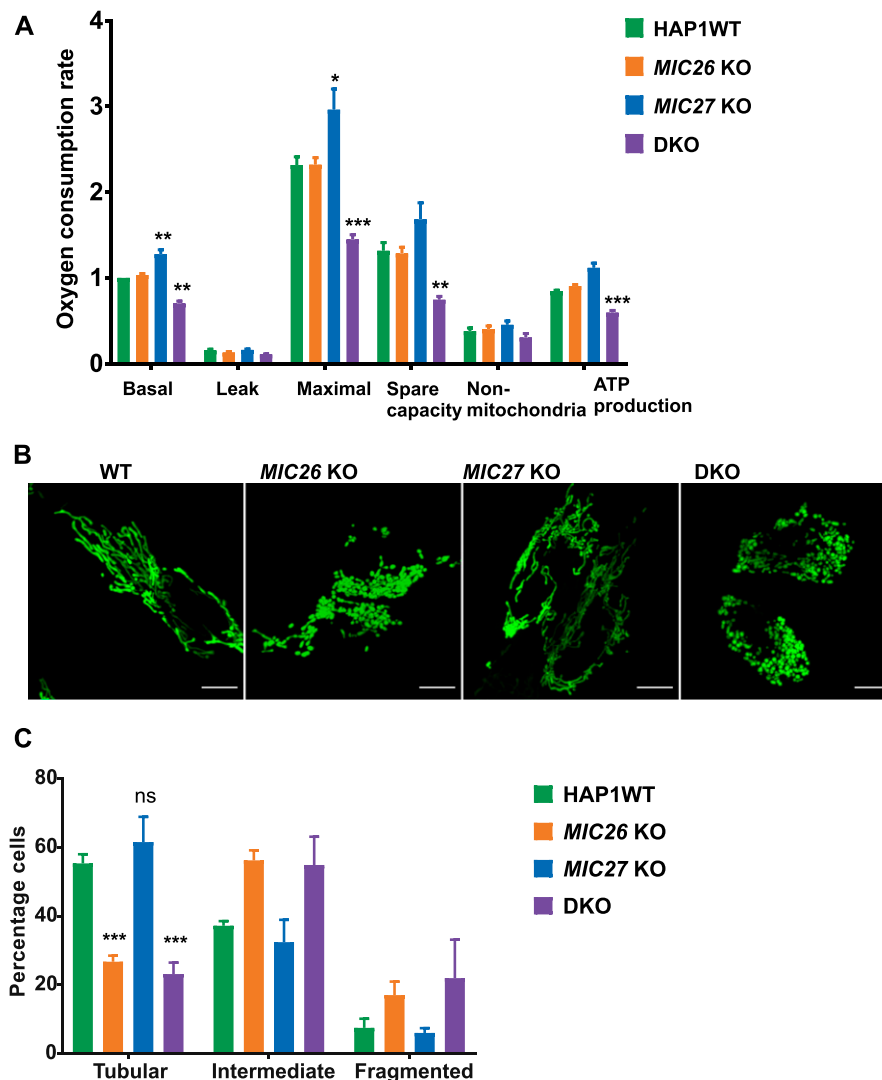 A
Oxygen consumption rate
4
3
2
1
0
** ** * *** ** ***
Basal
Leak
Maximal
Spare
capacity
Non-
mitochondria
ATP
production
HAP1WT
MIC26 KO
MIC27 KO
DKO
B
WT
MIC26 KO
MIC27 KO
DKO
C
Percentage cells
80
60
40
20
0
*** ns ***
Tubular
Intermediate
Fragmented
HAP1WT
MIC26 KO
MIC27 KO
DKO